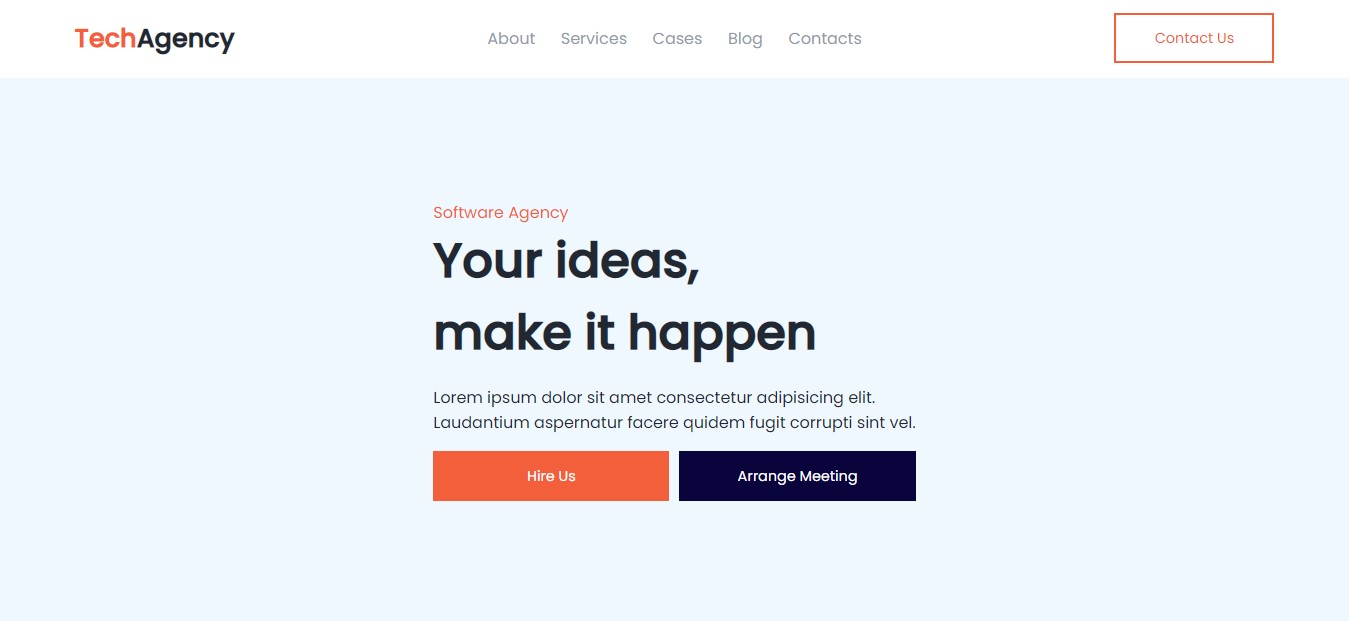 TechAgency
About Services Cases Blog Contacts
Contact Us
Software Agency
Your ideas,
make it happen
Lorem ipsum dolor sit amet consectetur adipisicing elit.
Laudantium aspernatur facere quidem fugit corrupti sint vel.
Hire Us
Arrange Meeting